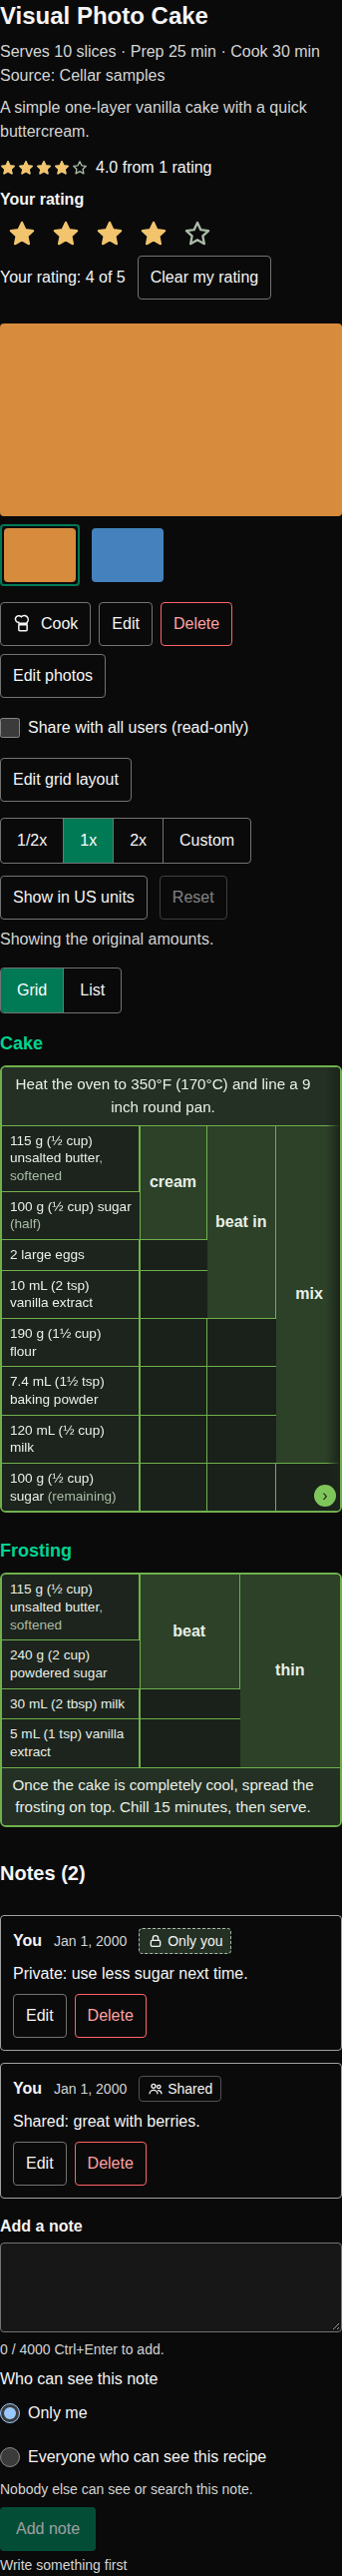 Visual Photo Cake
Serves 10 slices · Prep 25 min · Cook 30 min
Source: Cellar samples
A simple one-layer vanilla cake with a quick
buttercream.
4.0 from 1 rating
Your rating
Your rating: 4 of 5
Clear my rating
Cook
Edit
Delete
Edit photos
Share with all users (read-only)
Edit grid layout
1/2x
1x
2x
Custom
Show in US units
Reset
Showing the original amounts.
Grid
List
Cake
Heat the oven to 350°F (170°C) and line a 9
inch round pan.
115 g (½ cup)
unsalted butter,
softened
cream
beat in
mix
100 g (½ cup) sugar
(half)
2 large eggs
10 mL (2 tsp)
vanilla extract
190 g (1½ cup)
flour
7.4 mL (1½ tsp)
baking powder
120 mL (½ cup)
milk
100 g (½ cup)
sugar (remaining)
Frosting
115 g (½ cup)
unsalted butter,
softened
beat
thin
240 g (2 cup)
powdered sugar
30 mL (2 tbsp) milk
5 mL (1 tsp) vanilla
extract
Once the cake is completely cool, spread the
frosting on top. Chill 15 minutes, then serve.
Notes (2)
You Jan 1, 2000 Only you
Private: use less sugar next time.
Edit
Delete
You Jan 1, 2000 Shared
Shared: great with berries.
Edit
Delete
Add a note
0 / 4000 Ctrl+Enter to add.
Who can see this note
Only me
Everyone who can see this recipe
Nobody else can see or search this note.
Add note
Write something first